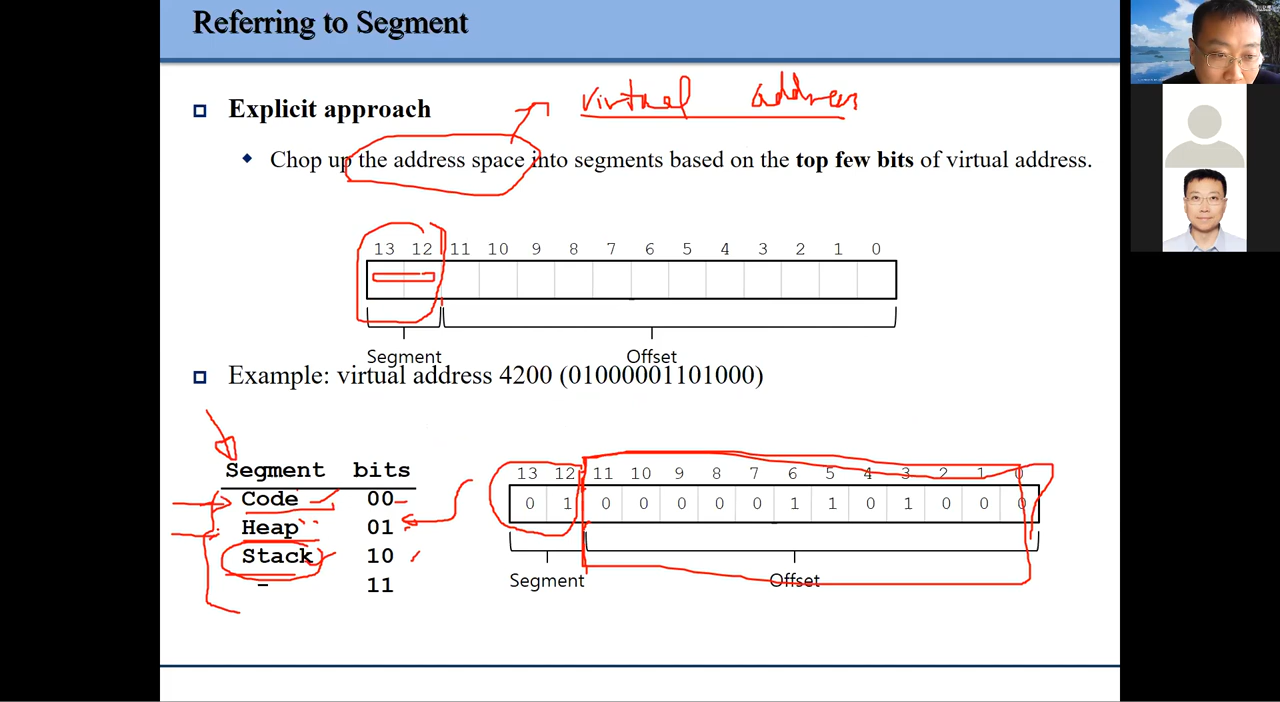 Referring to Segment
Explicit approach
virtual address
Chop up the address space into segments based on the top few bits of virtual address.
13 12 11 10 9 8 7 6 5 4 3 2 1 0
Segment Offset
Example: virtual address 4200 (01000001101000)
Segment bits
Code 00
Heap 01
Stack 10
- 11
13 12 11 10 9 8 7 6 5 4 3 2 1 0
0 1 0 0 0 0 0 1 1 0 1 0 0 0
Segment Offset